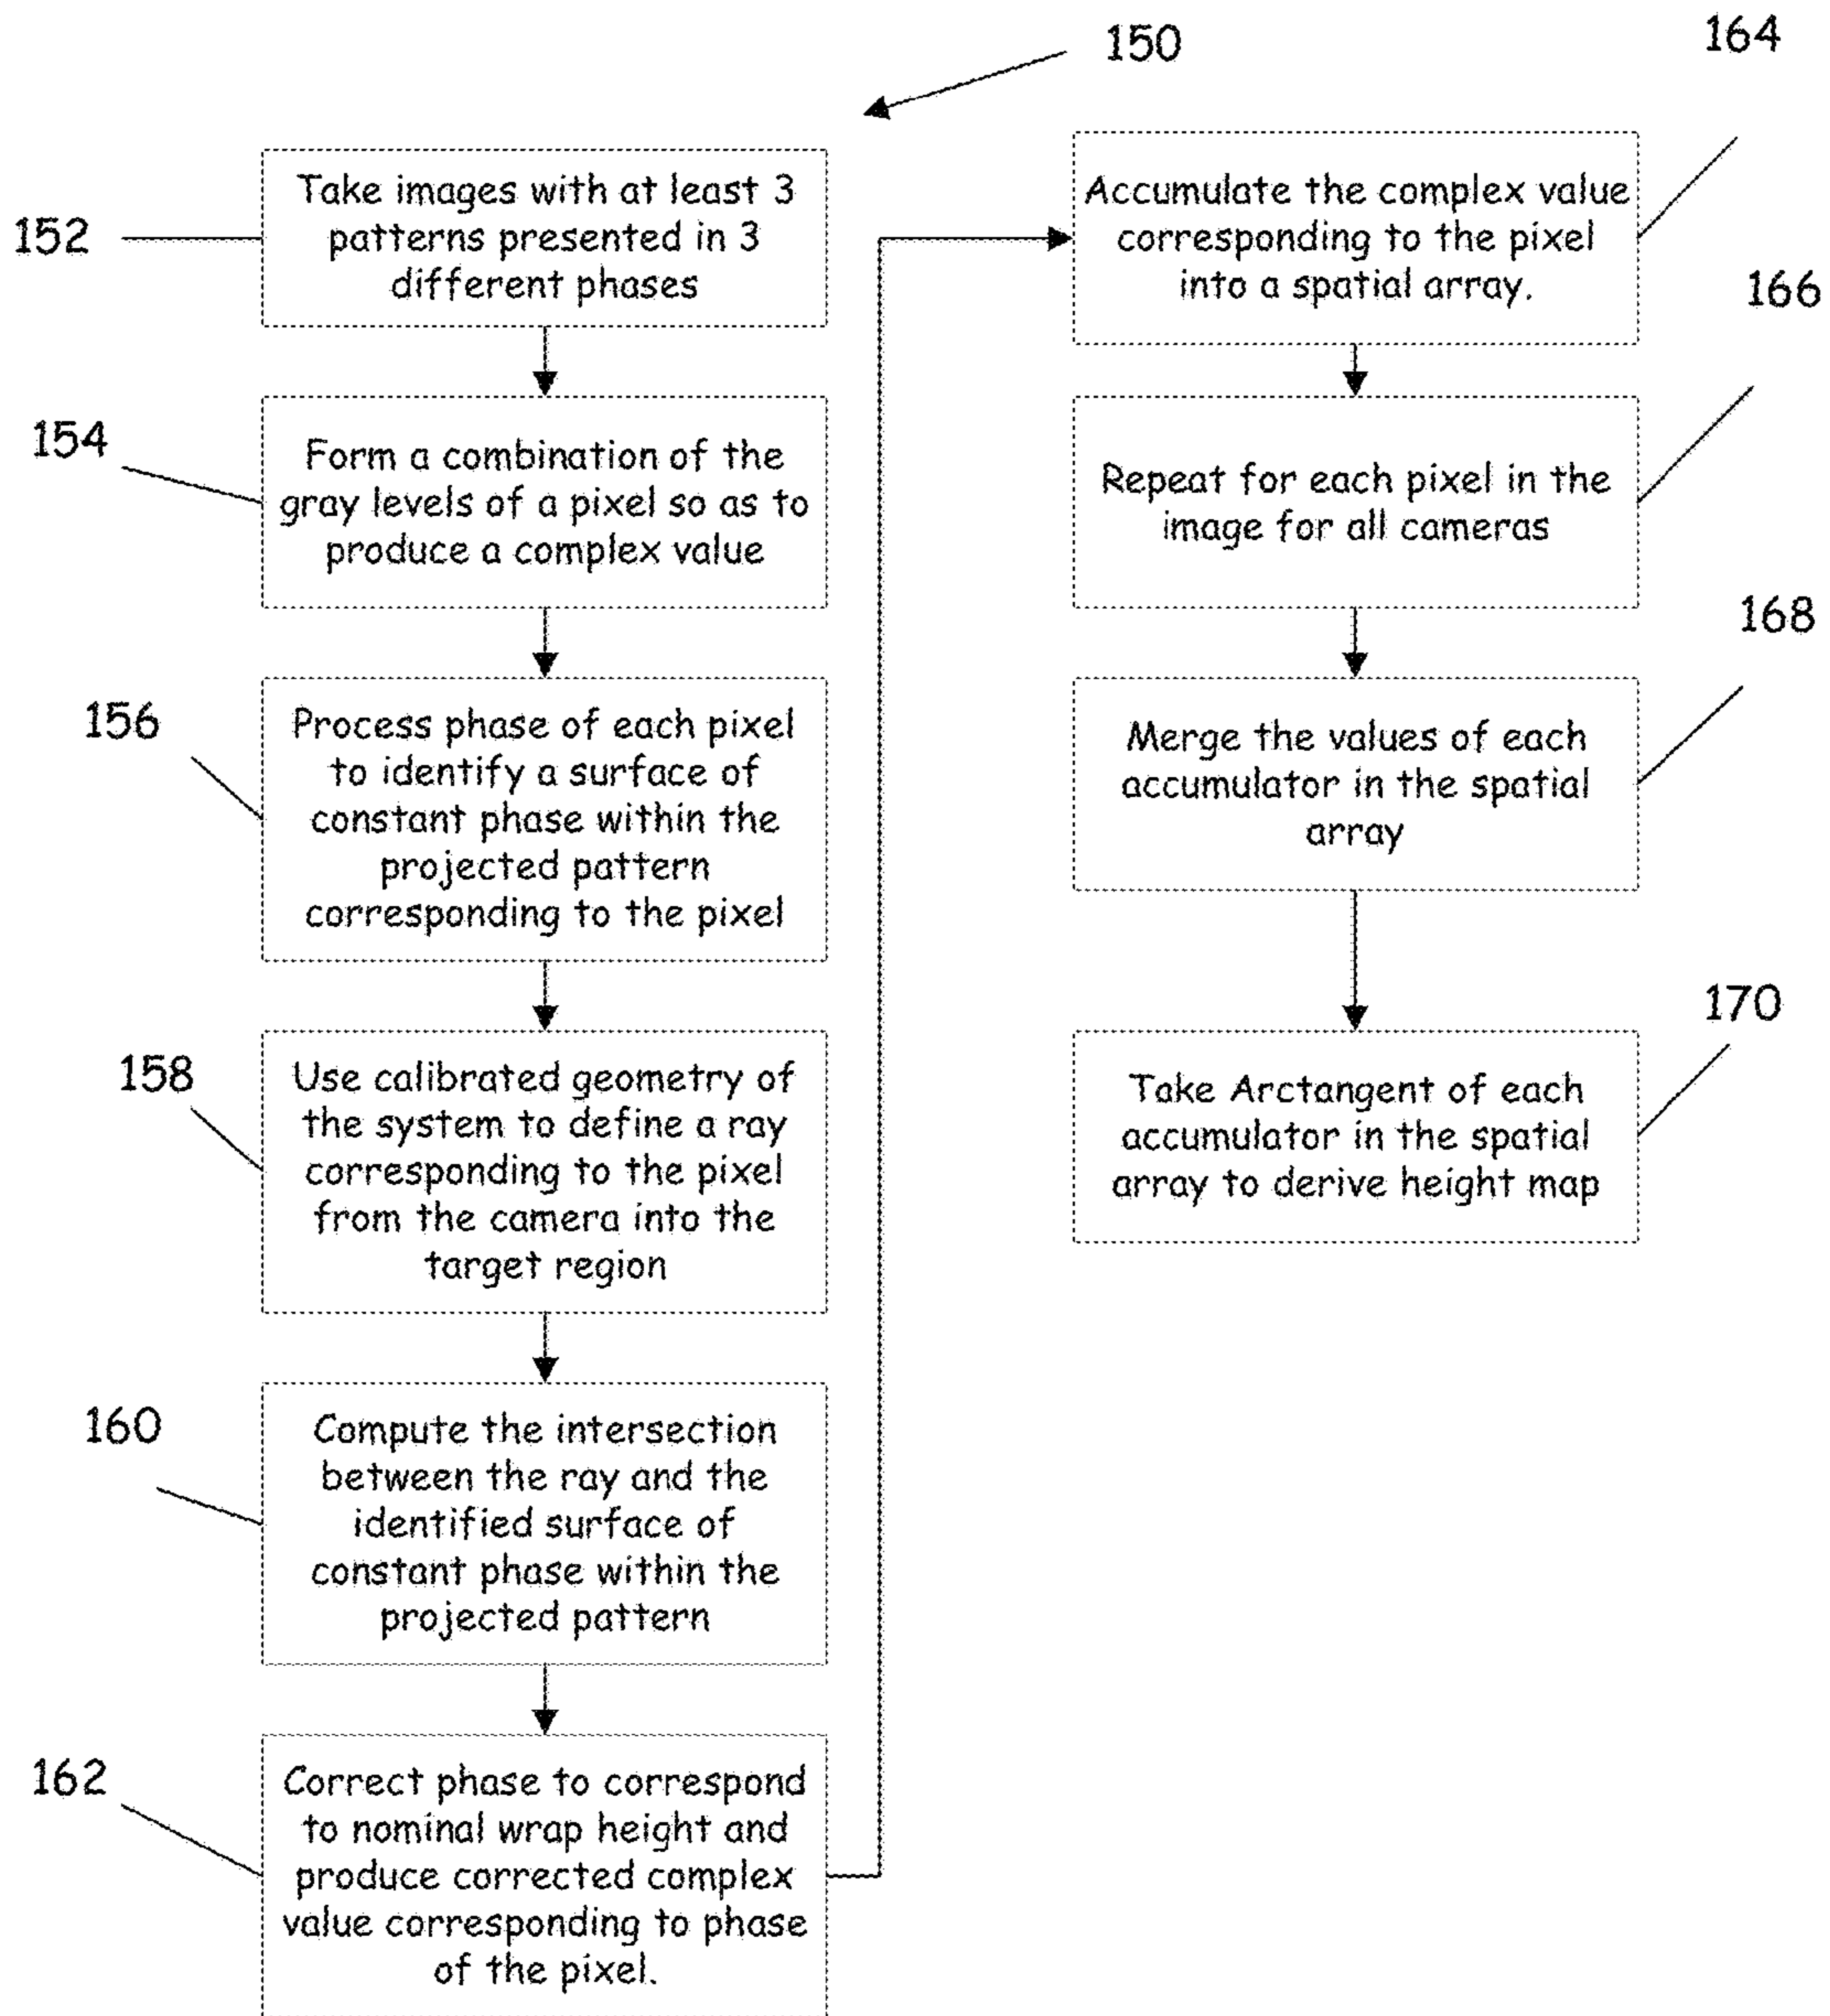 150
152
Take images with at least 3
patterns presented in 3
different phases
154
Form a combination of the
gray levels of a pixel so as to
produce a complex value
156
Process phase of each pixel
to identify a surface of
constant phase within the
projected pattern
corresponding to the pixel
158
Use calibrated geometry of
the system to define a ray
corresponding to the pixel
from the camera into the
target region
160
Compute the intersection
between the ray and the
identified surface of
constant phase within the
projected pattern
162
Correct phase to correspond
to nominal wrap height and
produce corrected complex
value corresponding to phase
of the pixel.
164
Accumulate the complex value
corresponding to the pixel
into a spatial array.
166
Repeat for each pixel in the
image for all cameras
168
Merge the values of each
accumulator in the spatial
array
170
Take Arctangent of each
accumulator in the spatial
array to derive height map